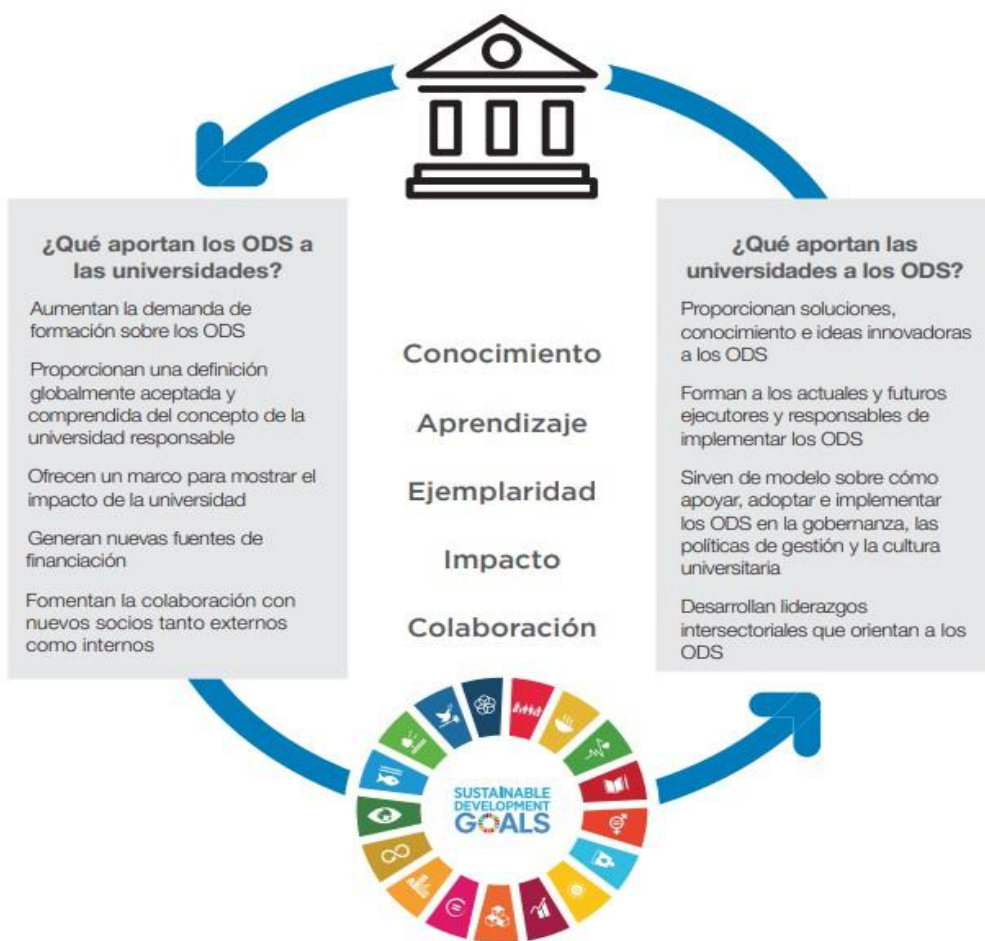 ¿Qué aportan los ODS a
las universidades?
Aumentan la demanda de
formación sobre los ODS
Proporcionan una definición
globalmente aceptada y
comprendida del concepto de la
universidad responsable
Ofrecen un marco para mostrar el
impacto de la universidad
Generan nuevas fuentes de
financiación
Fomentan la colaboración con
nuevos socios tanto externos
como internos
Conocimiento
Aprendizaje
Ejemplaridad
Impacto
Colaboración
¿Qué aportan las
universidades a los ODS?
Proporcionan soluciones,
conocimiento e ideas innovadoras
a los ODS
Forman a los actuales y futuros
ejecutores y responsables de
implementar los ODS
Sirven de modelo sobre cómo
apoyar, adoptar e implementar
los ODS en la gobernanza, las
políticas de gestión y la cultura
universitaria
Desarrollan liderazgos
intersectoriales que orientan a los
ODS
SUSTAINABLE
DEVELOPMENT
GOALS